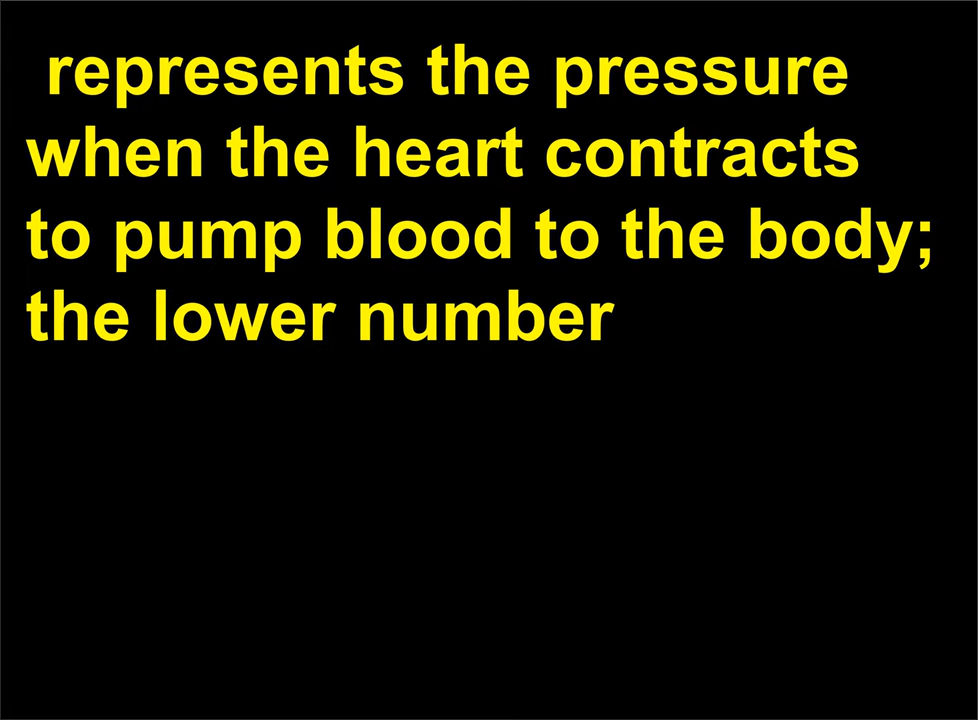 represents the pressure
when the heart contracts
to pump blood to the body;
the lower number